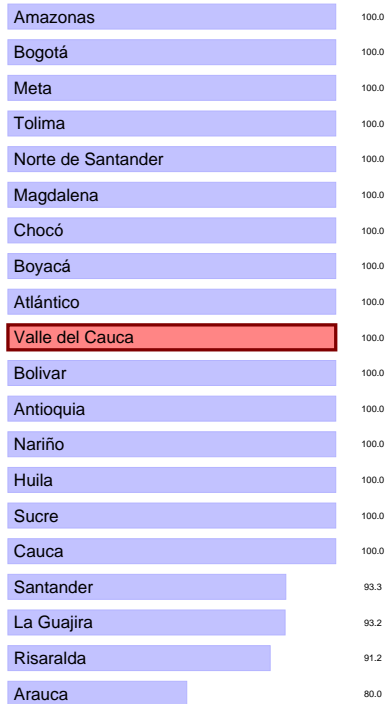 Amazonas 100.0
Bogotá 100.0
Meta 100.0
Tolima 100.0
Norte de Santander 100.0
Magdalena 100.0
Chocó 100.0
Boyacá 100.0
Atlántico 100.0
Valle del Cauca 100.0
Bolivar 100.0
Antioquia 100.0
Nariño 100.0
Huila 100.0
Sucre 100.0
Cauca 100.0
Santander 93.3
La Guajira 93.2
Risaralda 91.2
Arauca 80.0